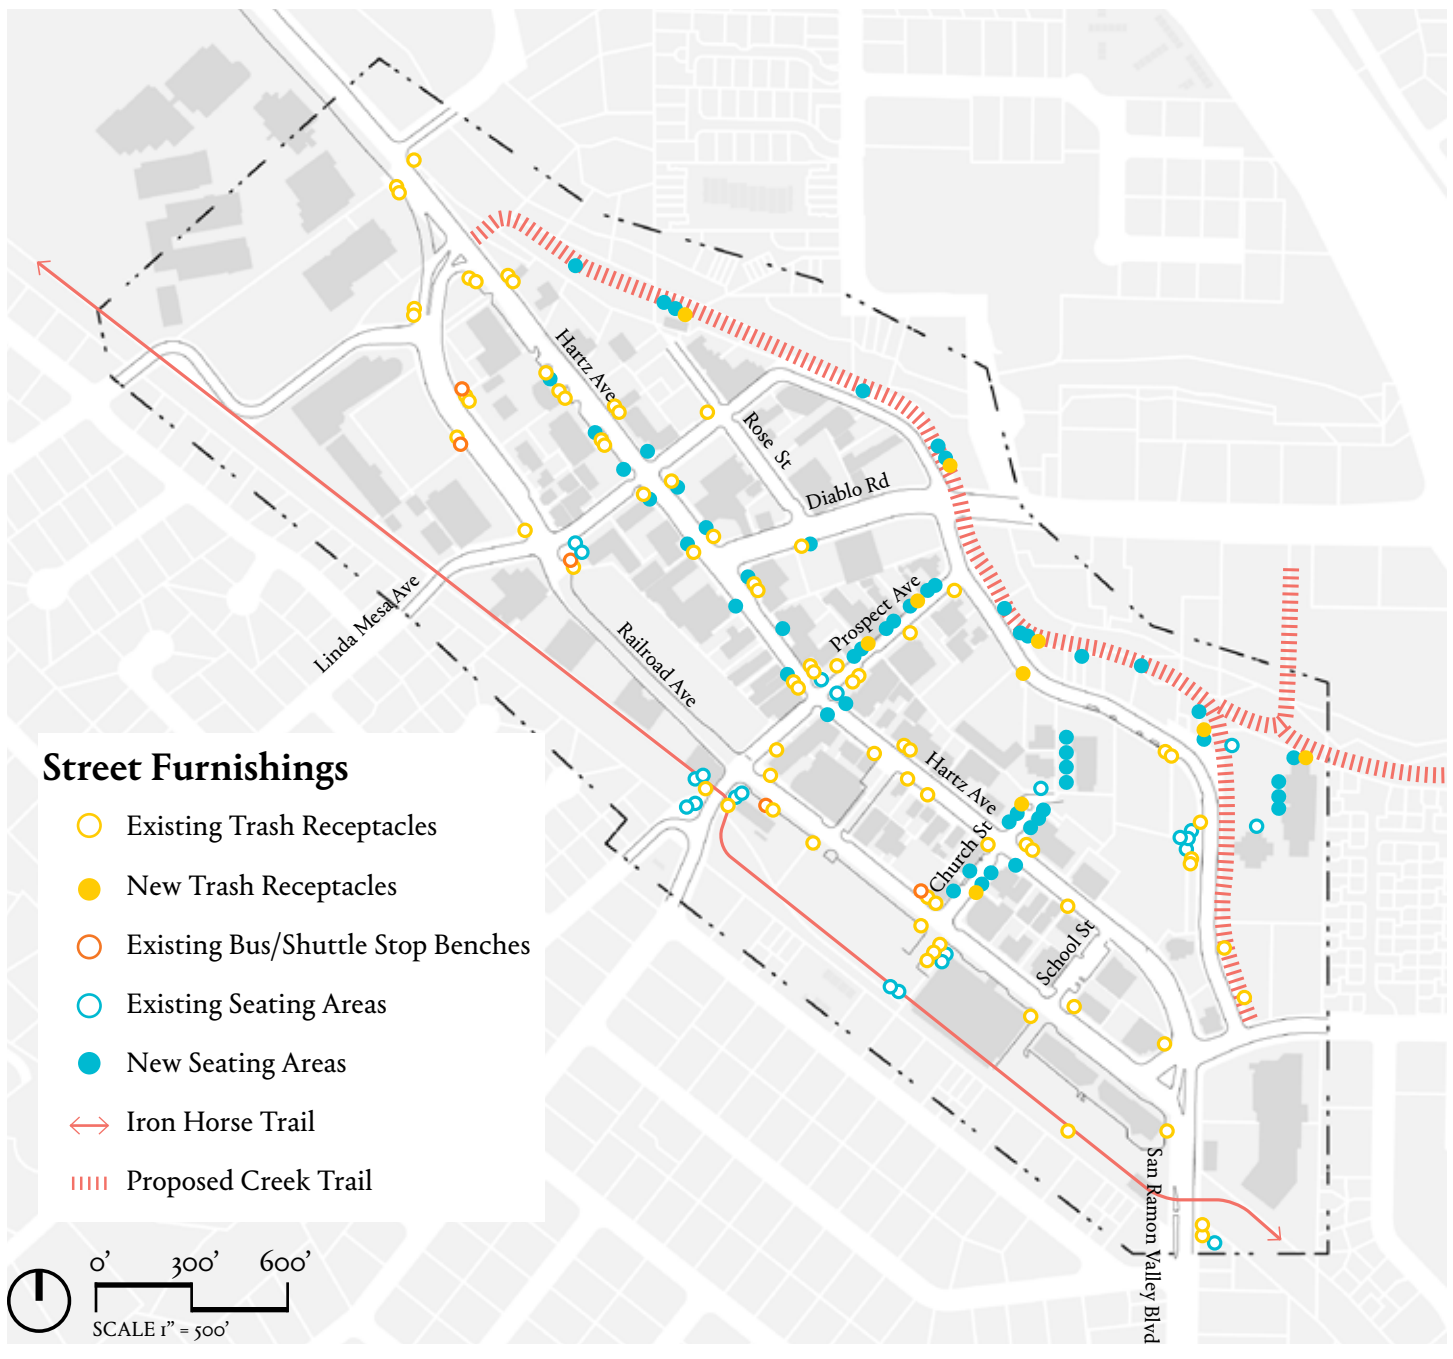 Hartz Ave
Rose St
Diablo Rd
Prospect Ave
Linda Mesa Ave
Railroad Ave
Hartz Ave
Church St
School St
San Ramon Valley Blvd
Street Furnishings
Existing Trash Receptacles
New Trash Receptacles
Existing Bus/Shuttle Stop Benches
Existing Seating Areas
New Seating Areas
Iron Horse Trail
Proposed Creek Trail
0' 300' 600'
SCALE 1" = 500'